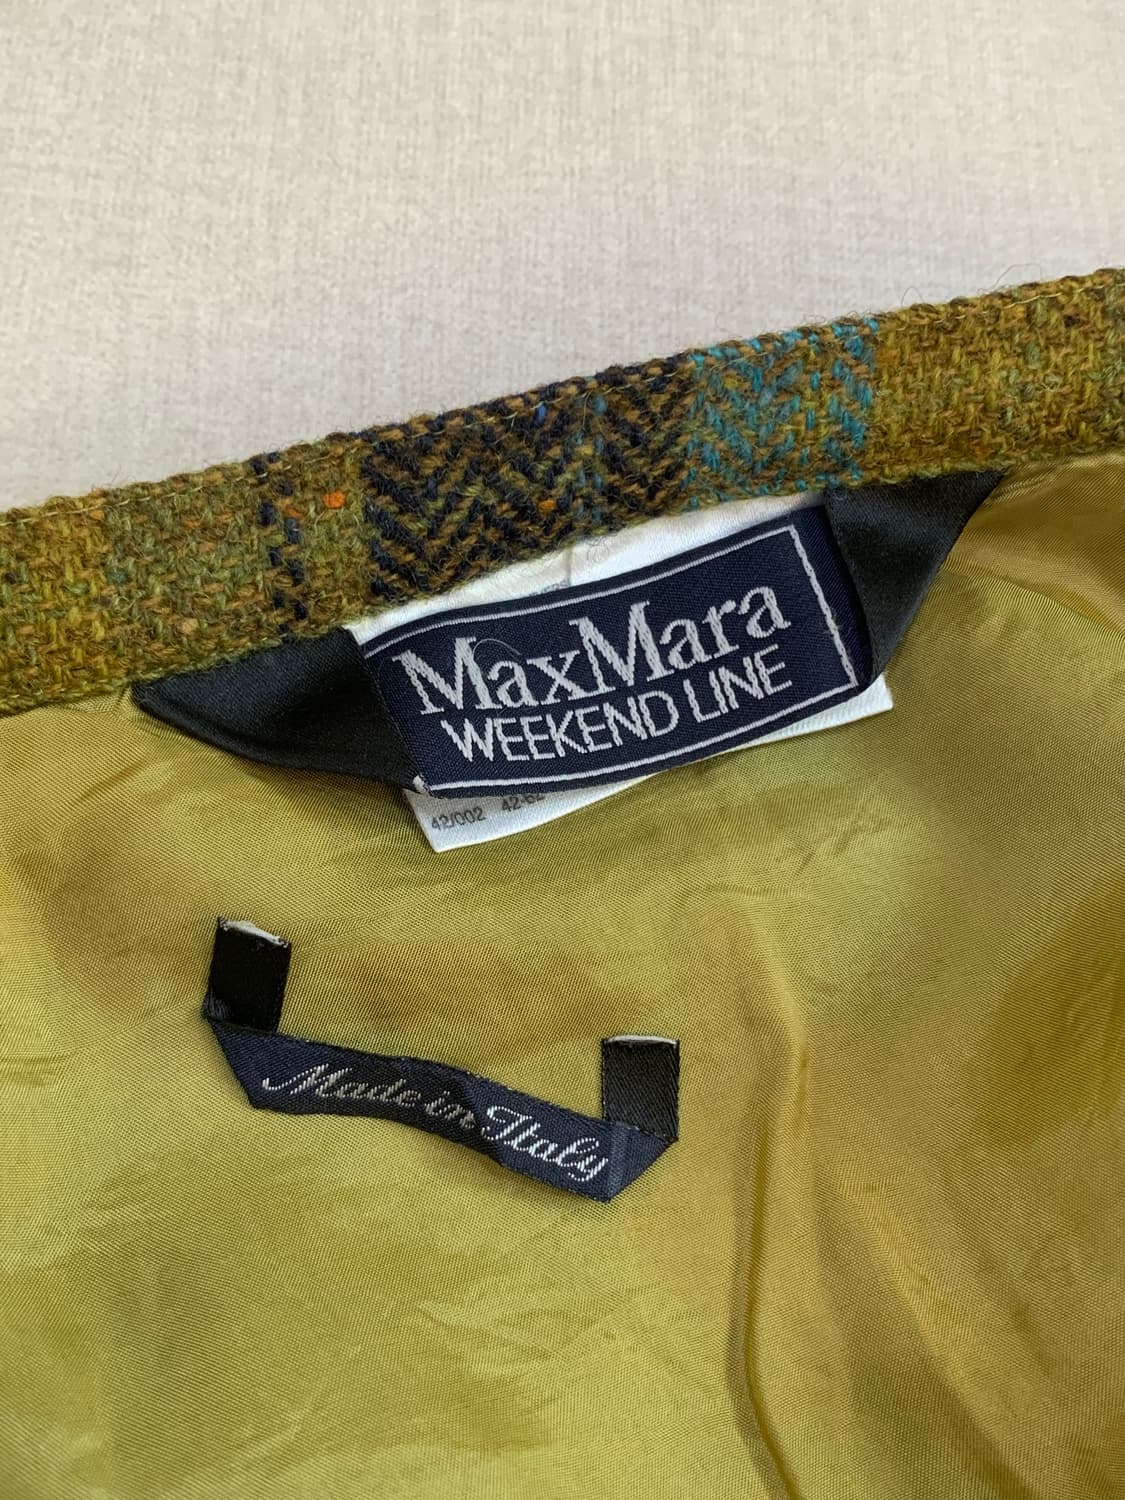 MaxMara
WEEKEND LINE
42/002
Made in Italy